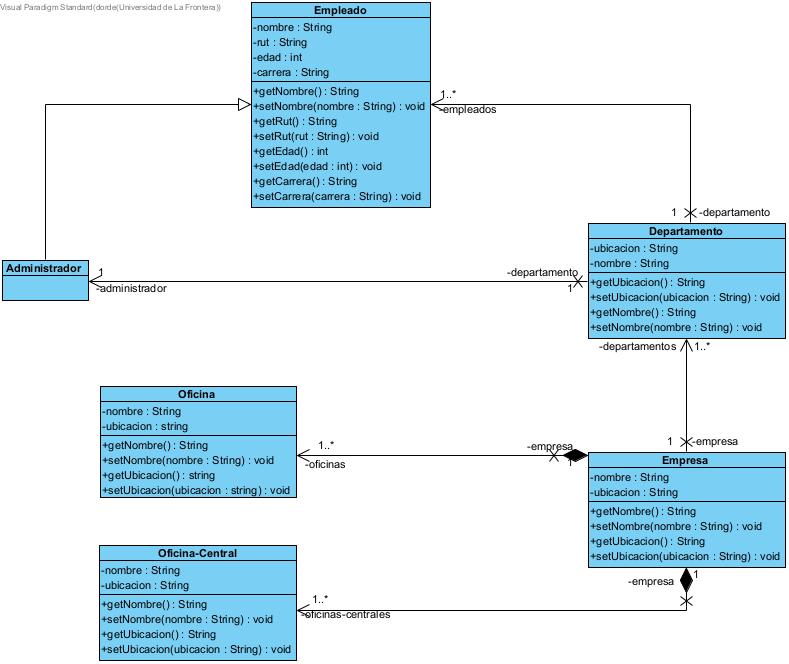 Visual Paradigm Standard(dorde(Universidad de La Frontera))
Empleado
-nombre : String
-rut : String
-edad : int
-carrera : String
+getNombre() : String
+setNombre(nombre : String) : void
+getRut() : String
+setRut(rut : String) : void
+getEdad() : int
+setEdad(edad : int) : void
+getCarrera() : String
+setCarrera(carrera : String) : void
1..*
-empleados
1
-departamento
Departamento
-ubicacion : String
-nombre : String
+getUbicacion() : String
+setUbicacion(ubicacion : String) : void
+getNombre() : String
+setNombre(nombre : String) : void
Administrador
1
-administrador
-departamento
1
-departamentos
1..*
1
-empresa
Oficina
-nombre : String
-ubicacion : string
+getNombre() : String
+setNombre(nombre : String) : void
+getUbicacion() : string
+setUbicacion(ubicacion : string) : void
1..*
-oficinas
-empresa
1
Empresa
-nombre : String
-ubicacion : String
+getNombre() : String
+setNombre(nombre : String) : void
+getUbicacion() : String
+setUbicacion(ubicacion : String) : void
-empresa
1
Oficina-Central
-nombre : String
-ubicacion : String
+getNombre() : String
+setNombre(nombre : String) : void
+getUbicacion() : String
+setUbicacion(ubicacion : String) : void
1..*
-oficinas-centrales